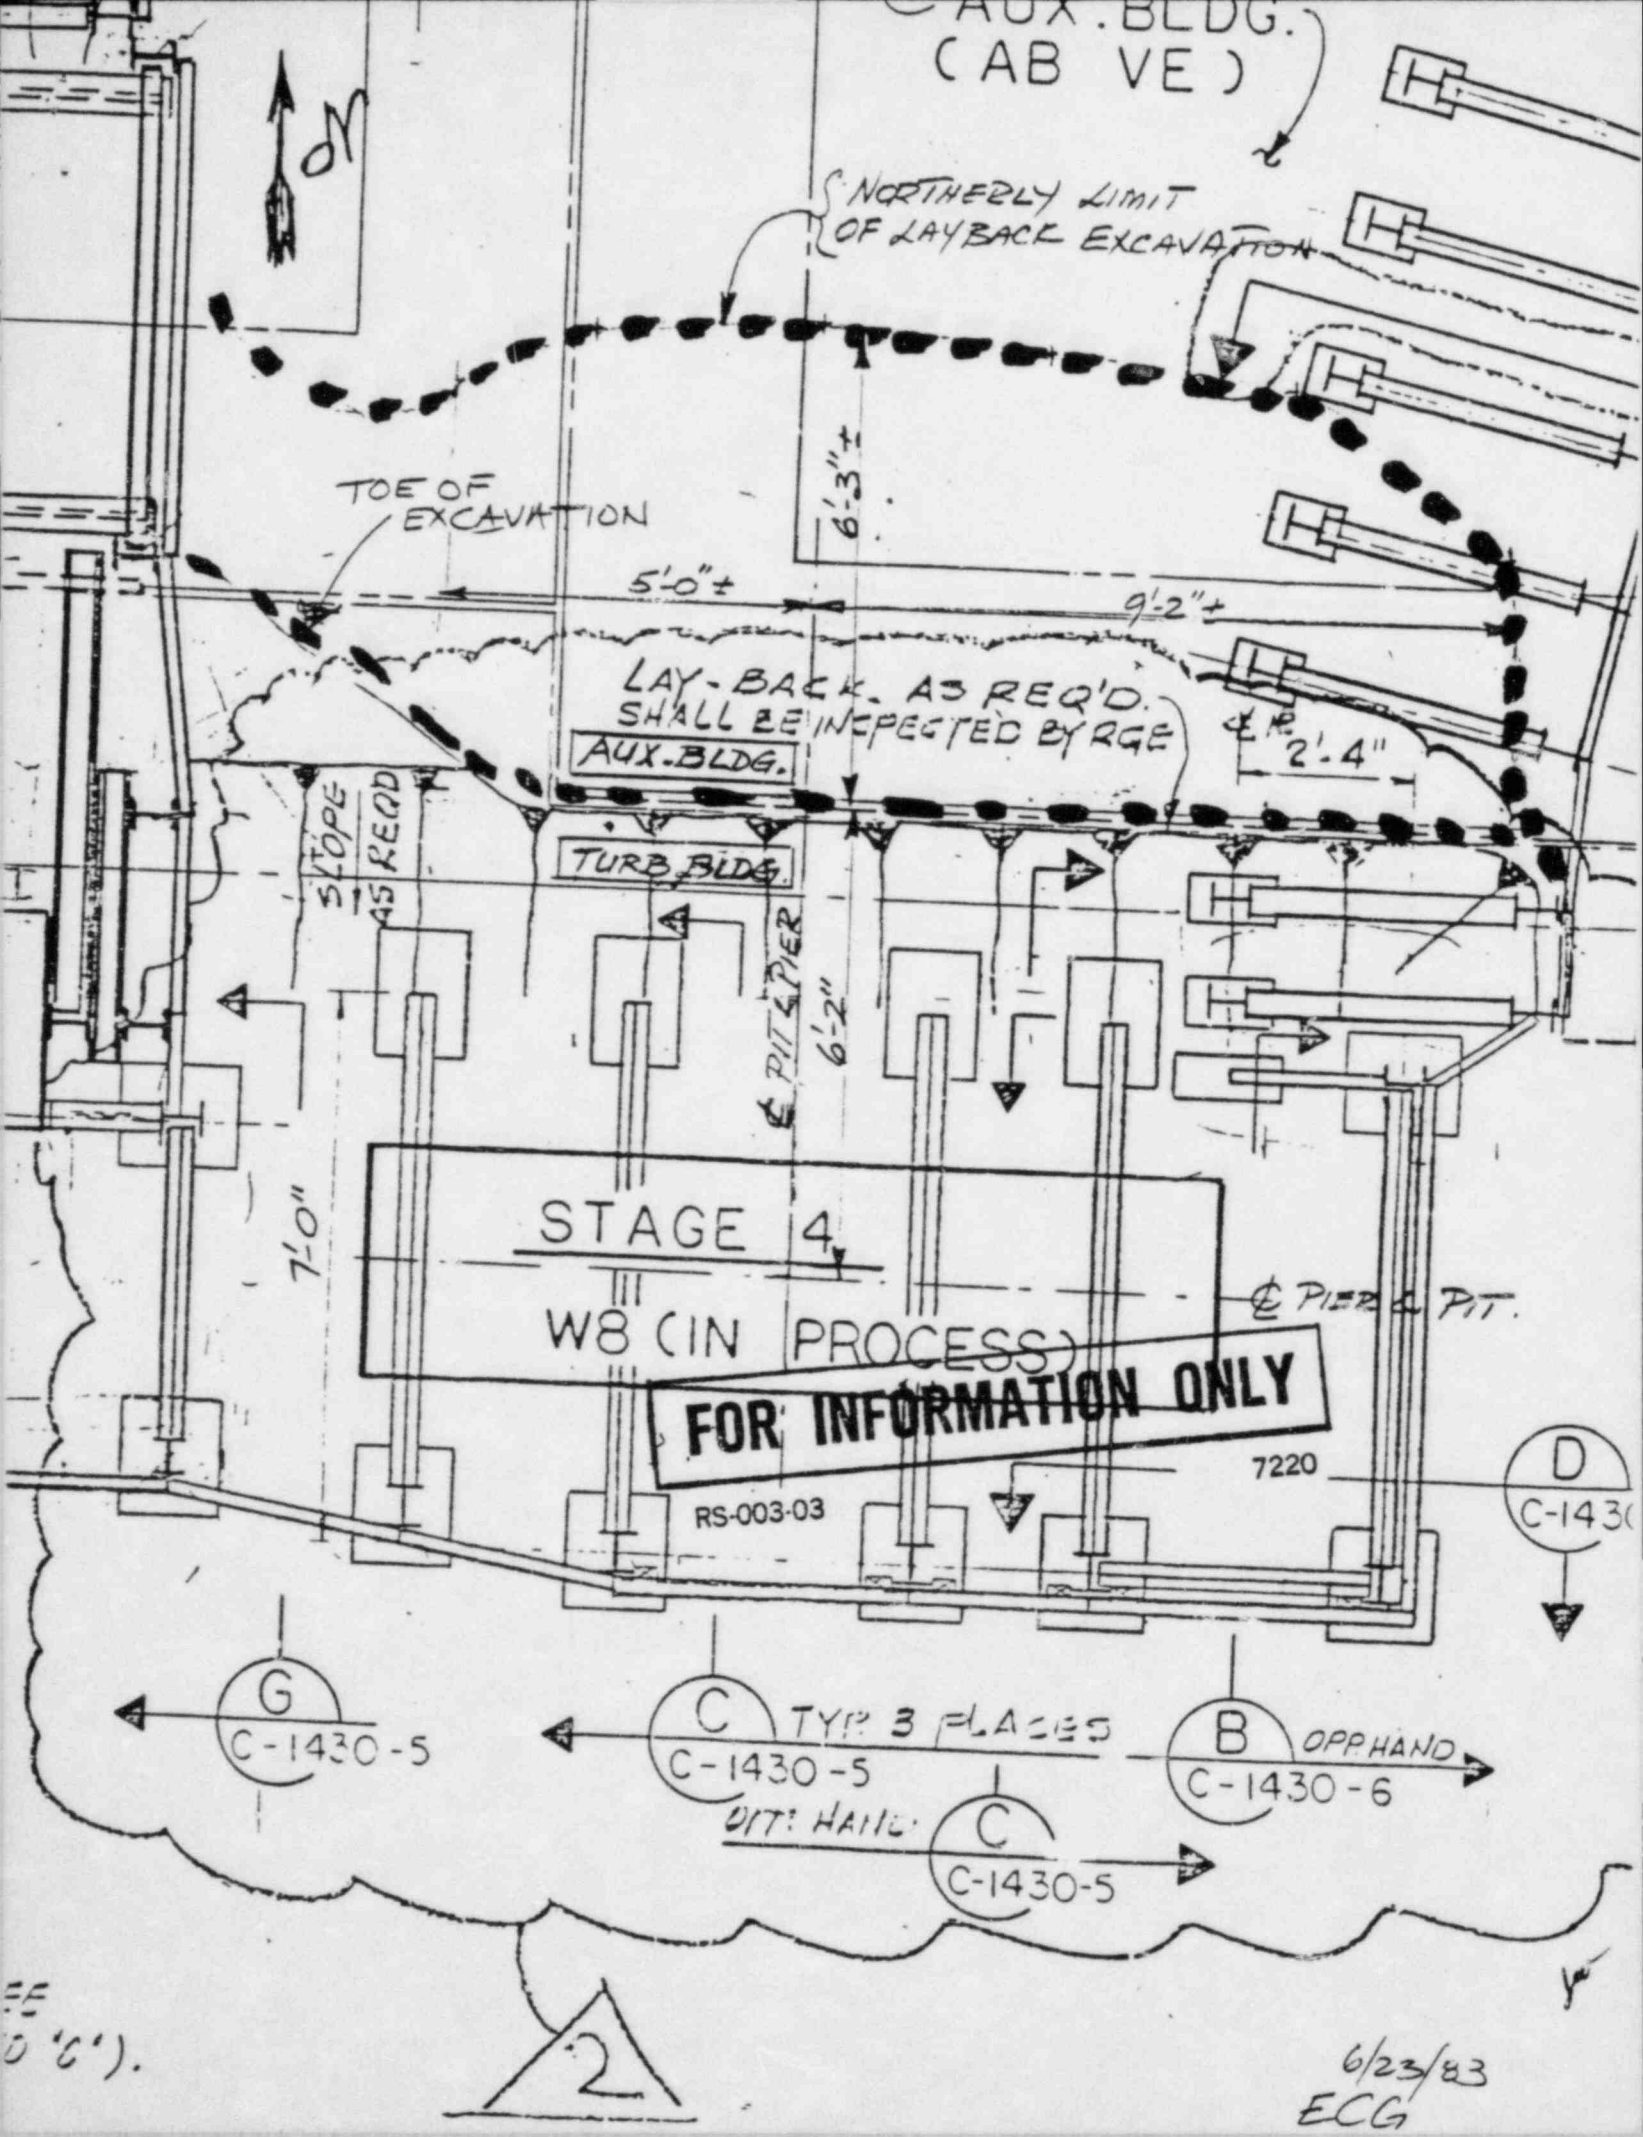 AUX. BLDG.
(AB VE)
N
NORTHERLY LIMIT
OF LAYBACK EXCAVATION
6'-3"±
TOE OF
EXCAVATION
5'-0"±
9'-2"±
LAY-BACK. AS REQ'D.
SHALL BE INSPECTED BY RGE
AUX. BLDG.
2'-4"
SLOPE
AS REQD
TURB. BLDG.
℄ PIT & PIER
6'-2"
7'-0"
STAGE 4
W8 (IN PROCESS)
℄ PIER & PIT.
FOR INFORMATION ONLY
7220
RS-003-03
D
C-143
G
C-1430-5
C
TYP. 3 PLACES
C-1430-5
B
OPP HAND
C-1430-6
HAND
C
C-1430-5
2
6/23/83
ECG